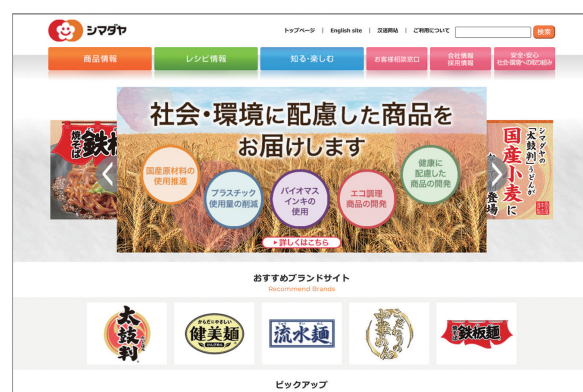 シマダヤ
トップページ | English site | 汉语网站 | ご利用について
検索
商品情報
レシピ情報
知る・楽しむ
お客様相談窓口
会社情報
採用情報
安全・安心
社会・環境への取り組み
社会・環境に配慮した商品を
お届けします
国産原材料の
使用推進
プラスチック
使用量の削減
バイオマス
インキの
使用
エコ調理
商品の開発
健康に
配慮した
商品の開発
▶詳しくはこちら
焼そば
鉄板
シマダヤの
「太鼓判」うどんが
国産小麦に
登場
おすすめブランドサイト
Recommend Brands
太鼓判
からだにやさしい
健美麺
流水麺
鉄板麺
ピックアップ